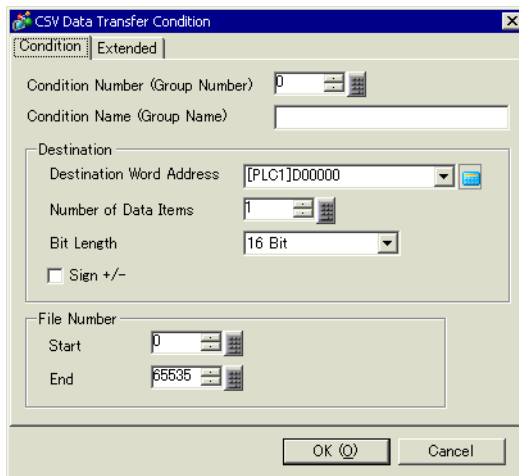 CSV Data Transfer Condition
Condition Extended
Condition Number (Group Number) 0
Condition Name (Group Name)
Destination
Destination Word Address [PLC1]D00000
Number of Data Items 1
Bit Length 16 Bit
Sign +/-
File Number
Start 0
End 65535
OK (O) Cancel